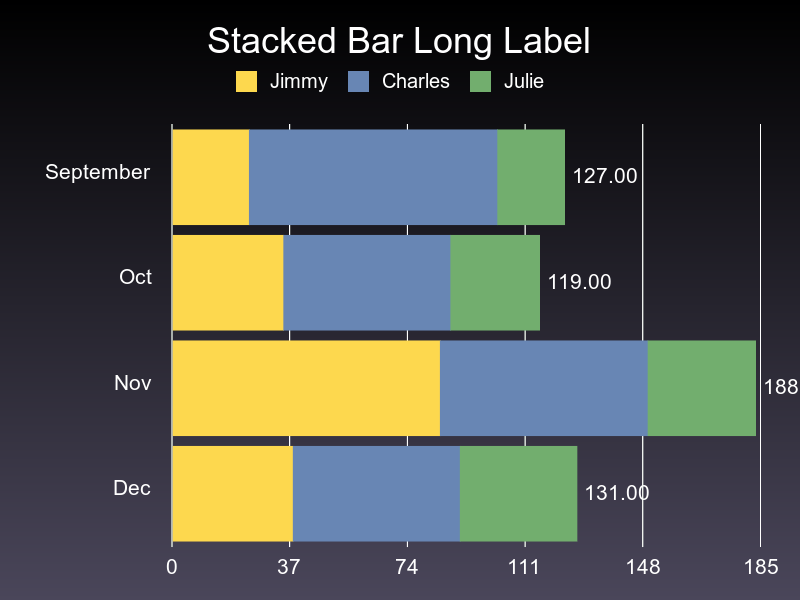 Stacked Bar Long Label
Jimmy Charles Julie
September 127.00
Oct 119.00
Nov 188
Dec 131.00
0 37 74 111 148 185